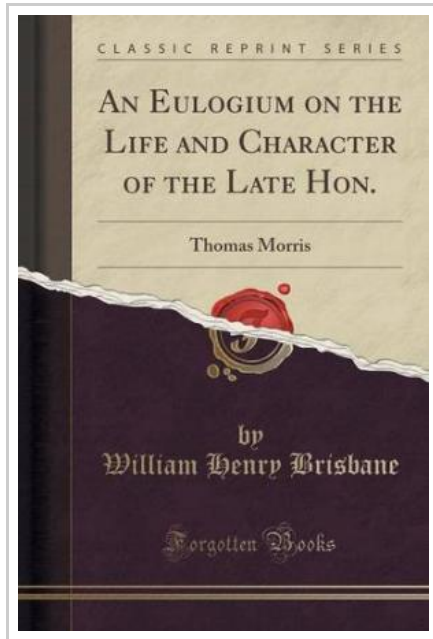 CLASSIC REPRINT SERIES
AN EULOGIUM ON THE
LIFE AND CHARACTER
OF THE LATE HON.
Thomas Morris
by
William Henry Brisbane
Forgotten Books